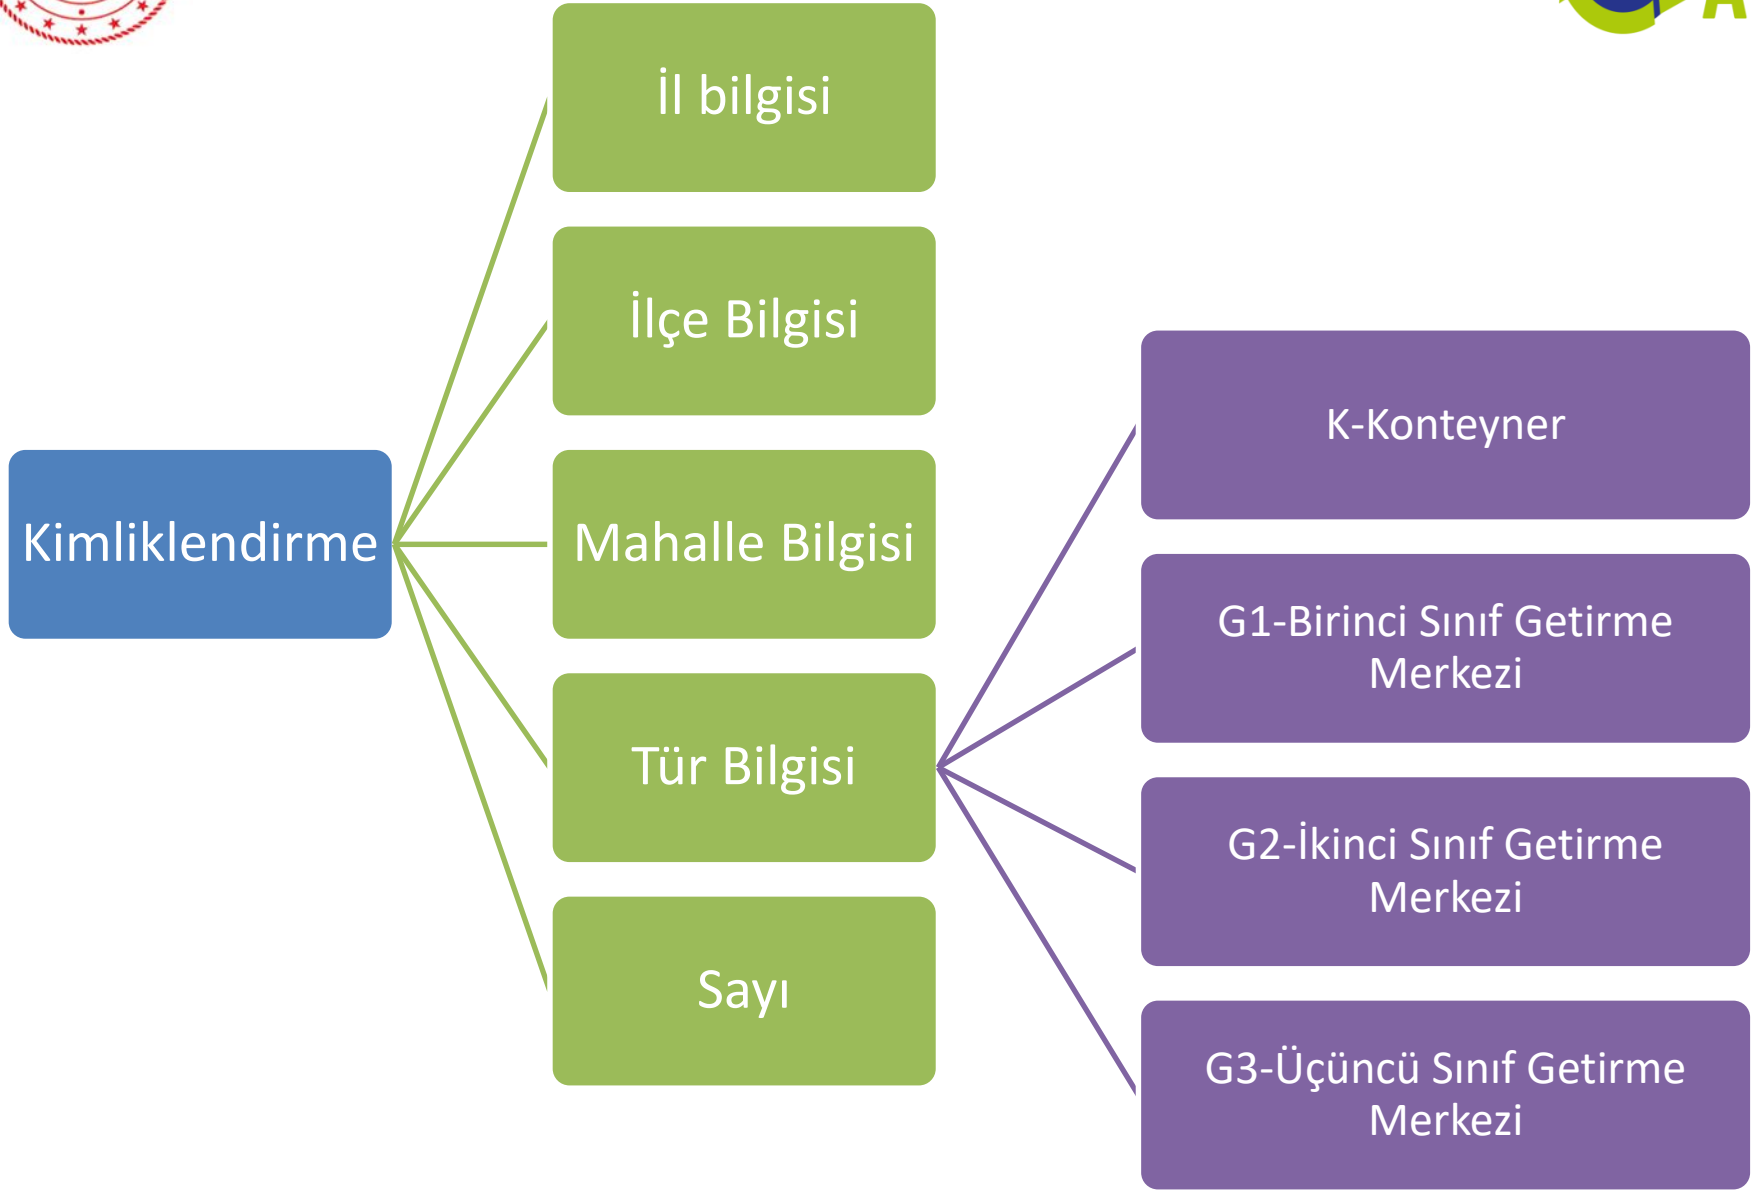 İl bilgisi
İlçe Bilgisi
Mahalle Bilgisi
Tür Bilgisi
Sayı
Kimliklendirme
K-Konteyner
G1-Birinci Sınıf Getirme
Merkezi
G2-İkinci Sınıf Getirme
Merkezi
G3-Üçüncü Sınıf Getirme
Merkezi